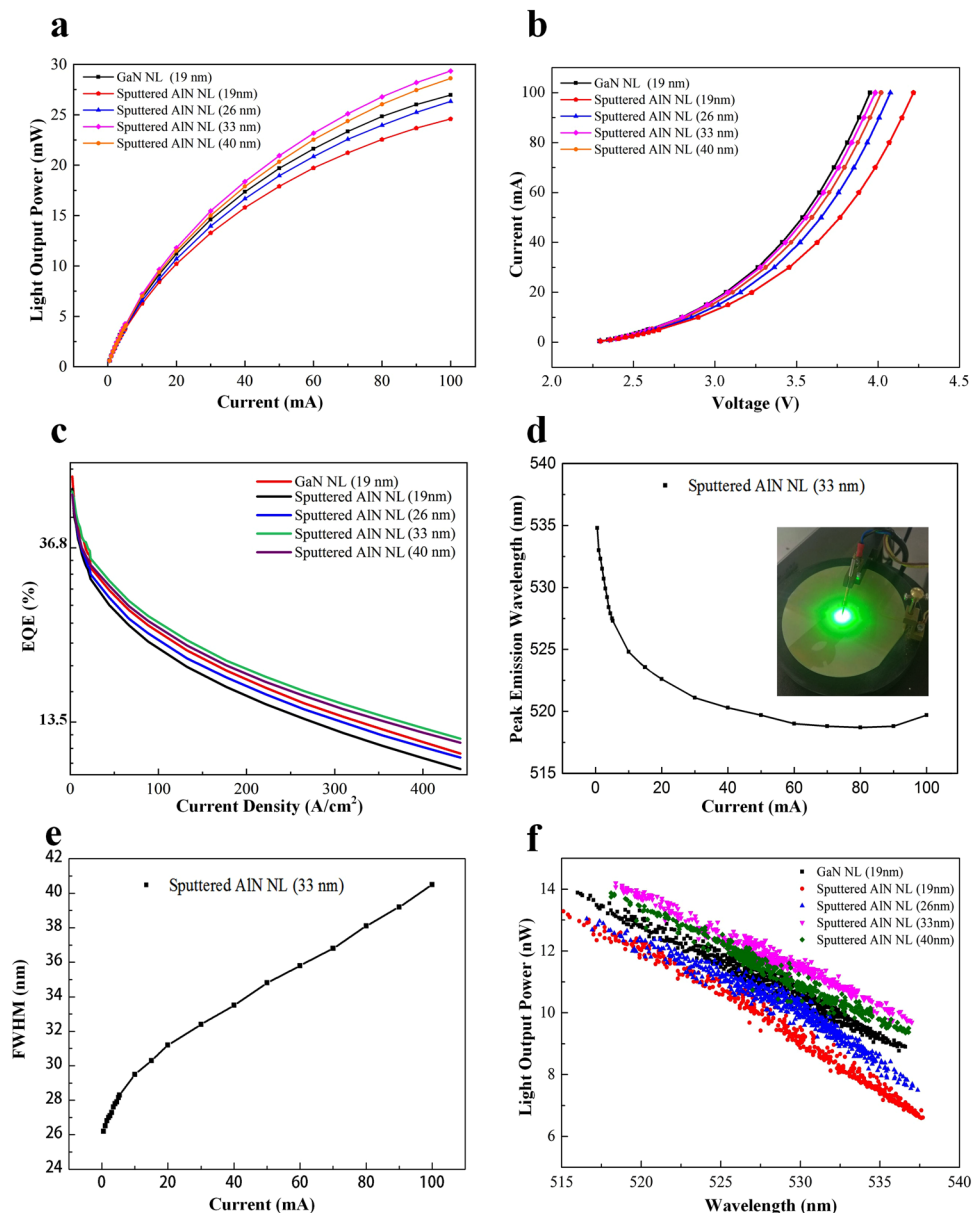 a
Light Output Power (mW)
30
25
20
15
10
5
0
GaN NL (19 nm)
Sputtered AlN NL (19nm)
Sputtered AlN NL (26 nm)
Sputtered AlN NL (33 nm)
Sputtered AlN NL (40 nm)
0 20 40 60 80 100
Current (mA)
b
Current (mA)
100
80
60
40
20
0
GaN NL (19 nm)
Sputtered AlN NL (19nm)
Sputtered AlN NL (26 nm)
Sputtered AlN NL (33 nm)
Sputtered AlN NL (40 nm)
2.0 2.5 3.0 3.5 4.0 4.5
Voltage (V)
c
EQE (%)
36.8
13.5
GaN NL (19 nm)
Sputtered AlN NL (19nm)
Sputtered AlN NL (26 nm)
Sputtered AlN NL (33 nm)
Sputtered AlN NL (40 nm)
0 100 200 300 400
Current Density (A/cm²)
d
Peak Emission Wavelength (nm)
540
535
530
525
520
515
Sputtered AlN NL (33 nm)
0 20 40 60 80 100
Current (mA)
e
FWHM (nm)
42
40
38
36
34
32
30
28
26
24
Sputtered AlN NL (33 nm)
0 20 40 60 80 100
Current (mA)
f
Light Output Power (nW)
14
12
10
8
6
GaN NL (19nm)
Sputtered AlN NL (19nm)
Sputtered AlN NL (26nm)
Sputtered AlN NL (33nm)
Sputtered AlN NL (40nm)
515 520 525 530 535 540
Wavelength (nm)